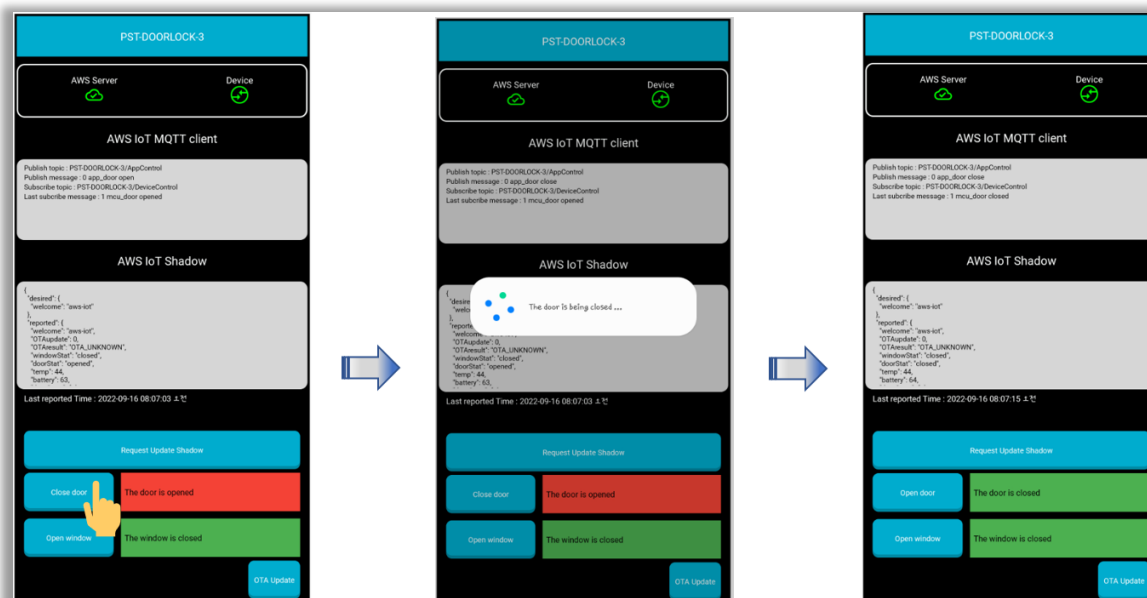 PST-DOORLOCK-3
AWS Server
Device
AWS IoT MQTT client
Publish topic : PST-DOORLOCK-3/AppControl
Publish message : 0 app_door open
Subscribe topic : PST-DOORLOCK-3/DeviceControl
Last subcribe message : 1 mcu_door opened
AWS IoT Shadow
{
"desired": {
"welcome": "aws-iot"
},
"reported": {
"welcome": "aws-iot",
"OTAupdate": 0,
"OTAresult": "OTA_UNKNOWN",
"windowStat": "closed",
"doorStat": "opened",
"temp": 44,
"battery": 63,
Last reported Time : 2022-09-16 08:07:03 오전
Request Update Shadow
Close door
The door is opened
Open window
The window is closed
OTA Update
PST-DOORLOCK-3
AWS Server
Device
AWS IoT MQTT client
Publish topic : PST-DOORLOCK-3/AppControl
Publish message : 0 app_door close
Subscribe topic : PST-DOORLOCK-3/DeviceControl
Last subcribe message : 1 mcu_door opened
AWS IoT Shadow
{
The door is being closed ...
"OTAupdate": 0,
"OTAresult": "OTA_UNKNOWN",
"windowStat": "closed",
"doorStat": "opened",
"temp": 44,
"battery": 63,
Last reported Time : 2022-09-16 08:07:03 오전
Request Update Shadow
Close door
The door is opened
Open window
The window is closed
OTA Update
PST-DOORLOCK-3
AWS Server
Device
AWS IoT MQTT client
Publish topic : PST-DOORLOCK-3/AppControl
Publish message : 0 app_door close
Subscribe topic : PST-DOORLOCK-3/DeviceControl
Last subcribe message : 1 mcu_door closed
AWS IoT Shadow
{
"desired": {
"welcome": "aws-iot"
},
"reported": {
"welcome": "aws-iot",
"OTAupdate": 0,
"OTAresult": "OTA_UNKNOWN",
"windowStat": "closed",
"doorStat": "closed",
"temp": 44,
"battery": 64,
Last reported Time : 2022-09-16 08:07:15 오전
Request Update Shadow
Open door
The door is closed
Open window
The window is closed
OTA Update